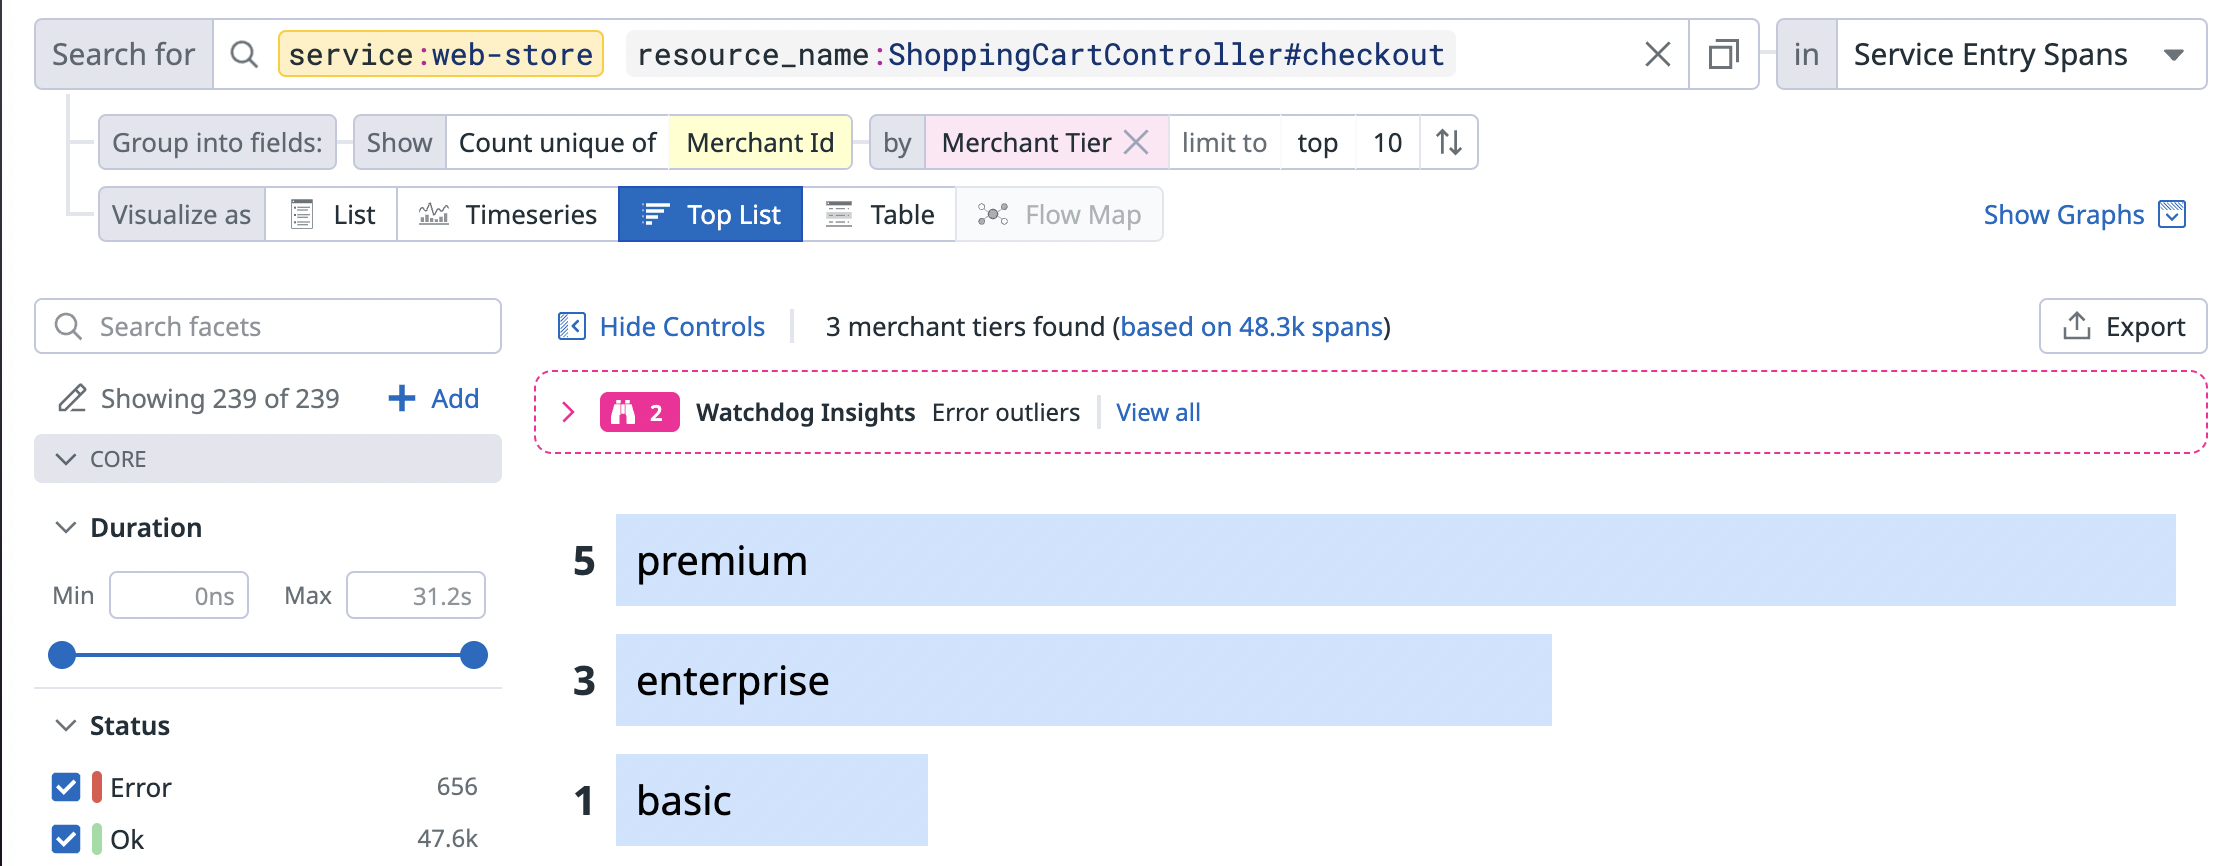 Search for service:web-store resource_name:ShoppingCartController#checkout in Service Entry Spans
Group into fields: Show Count unique of Merchant Id by Merchant Tier limit to top 10
Visualize as List Timeseries Top List Table Flow Map Show Graphs
Search facets
Hide Controls 3 merchant tiers found (based on 48.3k spans) Export
Showing 239 of 239 Add
2 Watchdog Insights Error outliers View all
CORE
Duration
Min 0ns Max 31.2s
Status
Error 656
Ok 47.6k
5 premium
3 enterprise
1 basic